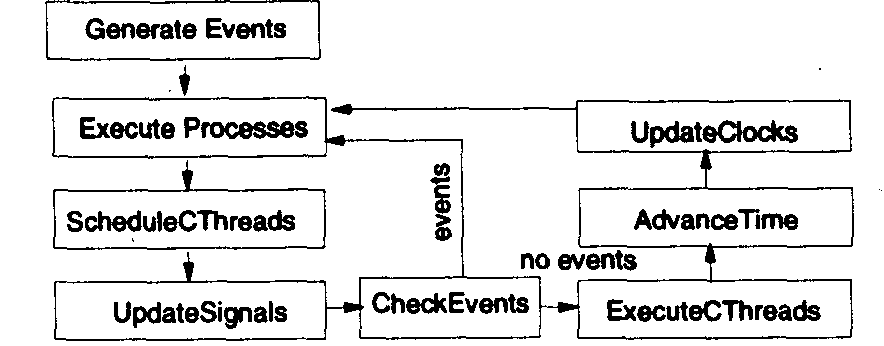 Generate Events
Execute Processes
UpdateClocks
events
ScheduleCThreads
AdvanceTime
no events
UpdateSignals
CheckEvents
ExecuteCThreads